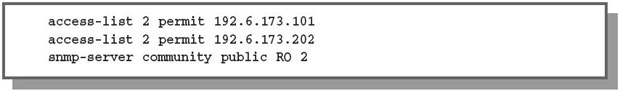 access-list 2 permit 192.6.173.101
access-list 2 permit 192.6.173.202
snmp-server community public RO 2